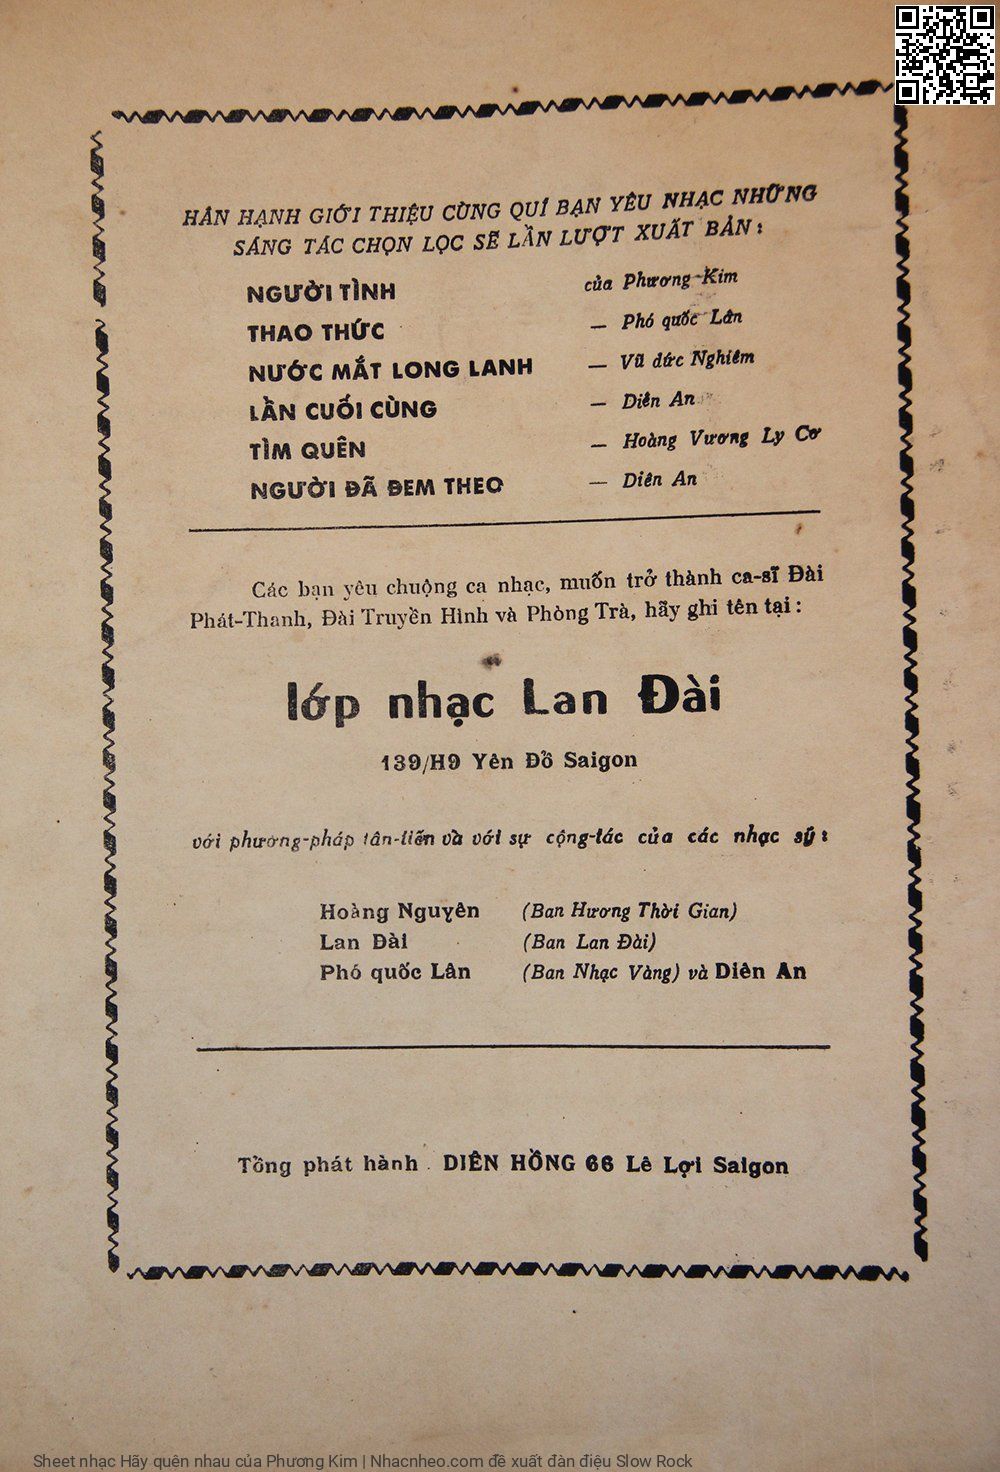 HÂN HẠNH GIỚI THIỆU CÙNG QUÍ BẠN YÊU NHẠC NHỮNG
SÁNG TÁC CHỌN LỌC SẼ LẦN LƯỢT XUẤT BẢN :
NGƯỜI TÌNH của Phương-Kim
THAO THỨC — Phó quốc Lân
NƯỚC MẮT LONG LANH — Vũ đức Nghiêm
LẦN CUỐI CÙNG — Diên An
TÌM QUÊN — Hoàng Vương Ly Cơ
NGƯỜI ĐÃ ĐEM THEO — Diên An
Các bạn yêu chuộng ca nhạc, muốn trở thành ca-sĩ Đài
Phát-Thanh, Đài Truyền Hình và Phòng Trà, hãy ghi tên tại :
lớp nhạc Lan Đài
139/H9 Yên Đỗ Saigon
với phương-pháp tân-tiến và với sự cộng-tác của các nhạc sỹ :
Hoàng Nguyên (Ban Hương Thời Gian)
Lan Đài (Ban Lan Đài)
Phó quốc Lân (Ban Nhạc Vàng) và Diên An
Tổng phát hành . DIÊN HỒNG 66 Lê Lợi Saigon
Sheet nhạc Hãy quên nhau của Phương Kim | Nhacnheo.com đề xuất đàn điệu Slow Rock